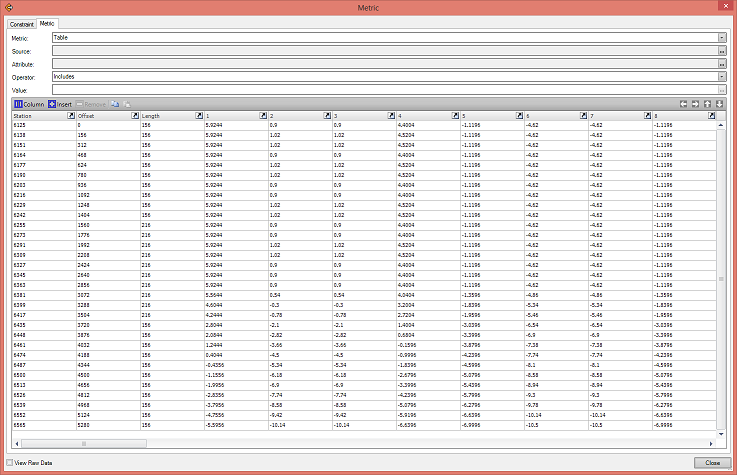 Metric
Constraint Metric
Metric: Table
Source:
Attribute:
Operator: Includes
Value:
Column Insert Remove
Station Offset Length 1 2 3 4 5 6 7 8
6125 0 156 5.9244 0.9 0.9 4.4004 -1.1196 -4.62 -4.62 -1.1196
6138 156 156 5.9244 1.02 1.02 4.5204 -1.1196 -4.62 -4.62 -1.1196
6151 312 156 5.9244 1.02 1.02 4.5204 -1.1196 -4.62 -4.62 -1.1196
6164 468 156 5.9244 0.9 0.9 4.4004 -1.1196 -4.62 -4.62 -1.1196
6177 624 156 5.9244 1.02 1.02 4.5204 -1.1196 -4.62 -4.62 -1.1196
6190 780 156 5.9244 1.02 1.02 4.5204 -1.1196 -4.62 -4.62 -1.1196
6203 936 156 5.9244 0.9 0.9 4.4004 -1.1196 -4.62 -4.62 -1.1196
6216 1092 156 5.9244 1.02 1.02 4.5204 -1.1196 -4.62 -4.62 -1.1196
6229 1248 156 5.9244 1.02 1.02 4.5204 -1.1196 -4.62 -4.62 -1.1196
6242 1404 156 5.9244 1.02 1.02 4.5204 -1.1196 -4.62 -4.62 -1.1196
6255 1560 216 5.9244 0.9 0.9 4.4004 -1.1196 -4.62 -4.62 -1.1196
6273 1776 216 5.9244 0.9 0.9 4.4004 -1.1196 -4.62 -4.62 -1.1196
6291 1992 216 5.9244 1.02 1.02 4.5204 -1.1196 -4.62 -4.62 -1.1196
6309 2208 216 5.9244 1.02 1.02 4.5204 -1.1196 -4.62 -4.62 -1.1196
6327 2424 216 5.9244 0.9 0.9 4.4004 -1.1196 -4.62 -4.62 -1.1196
6345 2640 216 5.9244 0.9 0.9 4.4004 -1.1196 -4.62 -4.62 -1.1196
6363 2856 216 5.9244 0.9 0.9 4.4004 -1.1196 -4.62 -4.62 -1.1196
6381 3072 216 5.5644 0.54 0.54 4.0404 -1.3596 -4.86 -4.86 -1.3596
6399 3288 216 4.6044 -0.3 -0.3 3.2004 -1.8396 -5.34 -5.34 -1.8396
6417 3504 216 4.2444 -0.78 -0.78 2.7204 -1.9596 -5.46 -5.46 -1.9596
6435 3720 156 2.8044 -2.1 -2.1 1.4004 -3.0396 -6.54 -6.54 -3.0396
6448 3876 156 2.0844 -2.82 -2.82 0.6804 -3.3996 -6.9 -6.9 -3.3996
6461 4032 156 1.2444 -3.66 -3.66 -0.1596 -3.8796 -7.38 -7.38 -3.8796
6474 4188 156 0.4044 -4.5 -4.5 -0.9996 -4.2396 -7.74 -7.74 -4.2396
6487 4344 156 -0.4356 -5.34 -5.34 -1.8396 -4.5996 -8.1 -8.1 -4.5996
6500 4500 156 -1.2756 -6.18 -6.18 -2.6796 -5.0796 -8.58 -8.58 -5.0796
6513 4656 156 -1.9956 -6.9 -6.9 -3.3996 -5.4396 -8.94 -8.94 -5.4396
6526 4812 156 -2.8356 -7.74 -7.74 -4.2396 -5.7996 -9.3 -9.3 -5.7996
6539 4968 156 -3.7956 -8.58 -8.58 -5.0796 -6.2796 -9.78 -9.78 -6.2796
6552 5124 156 -4.7556 -9.42 -9.42 -5.9196 -6.6396 -10.14 -10.14 -6.6396
6565 5280 156 -5.5956 -10.14 -10.14 -6.6396 -6.9996 -10.5 -10.5 -6.9996
View Raw Data Close